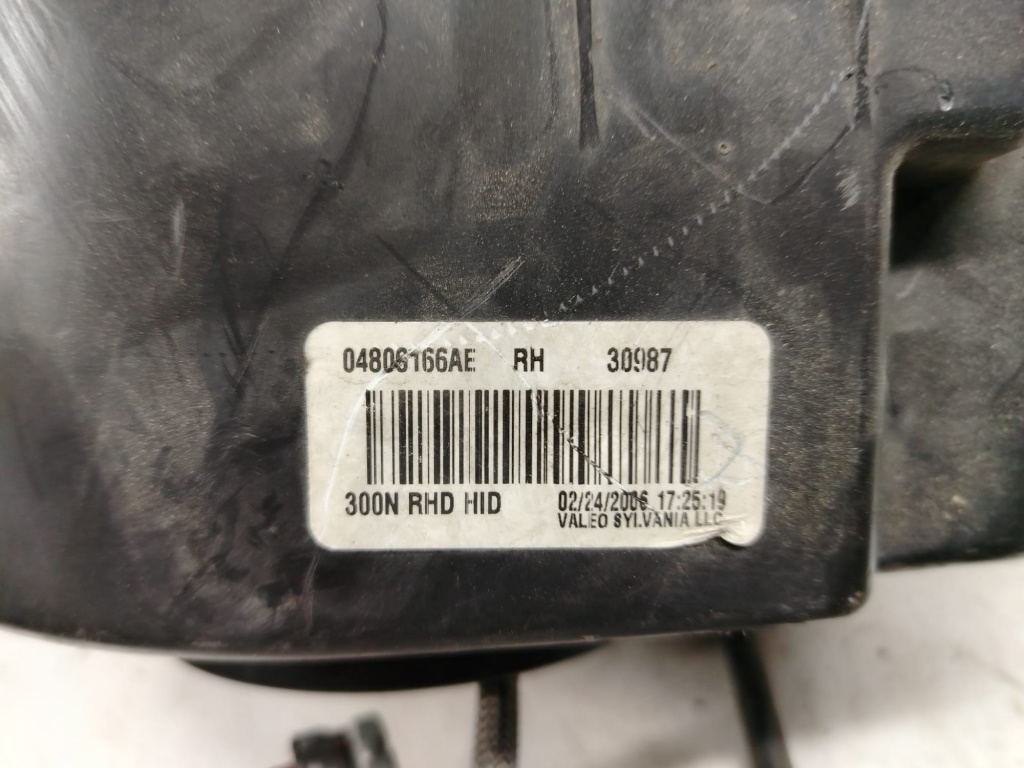 04806166AE RH 30987
300N RHD HID 02/24/2006 17:25:19
VALEO SYLVANIA LLC